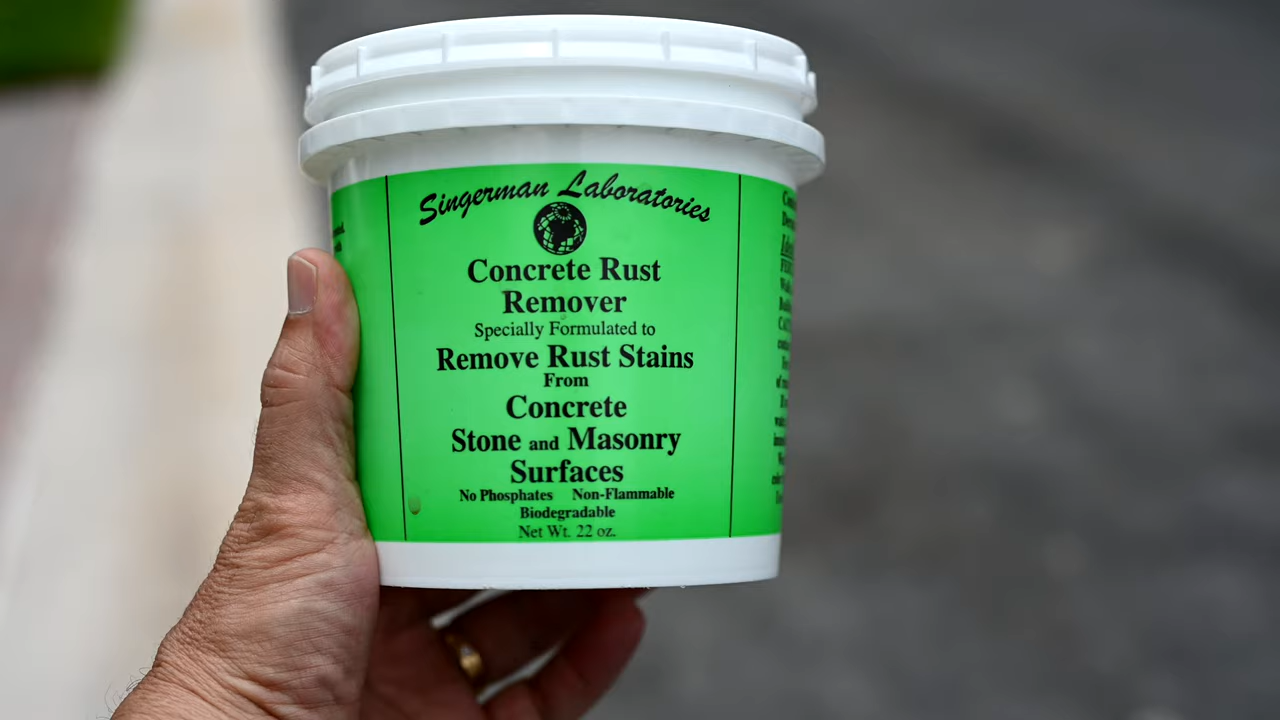 Singerman Laboratories
Concrete Rust
Remover
Specially Formulated to
Remove Rust Stains
From
Concrete
Stone and Masonry
Surfaces
No Phosphates Non-Flammable
Biodegradable
Net Wt. 22 oz.